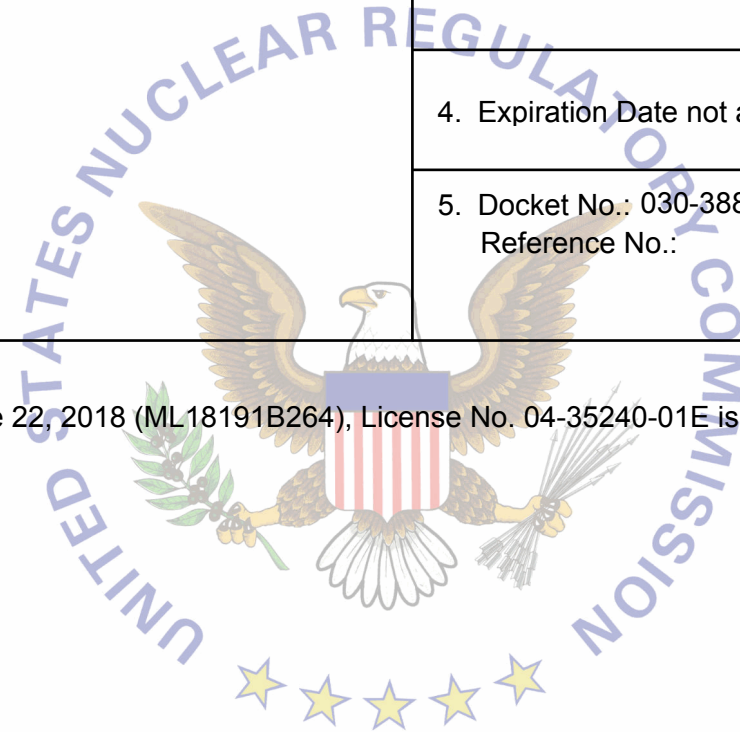 UNITED STATES NUCLEAR REGULATORY COMMISSION
4. Expiration Date not
5. Docket No.: 030-388
Reference No.:
22, 2018 (ML18191B264), License No. 04-35240-01E is